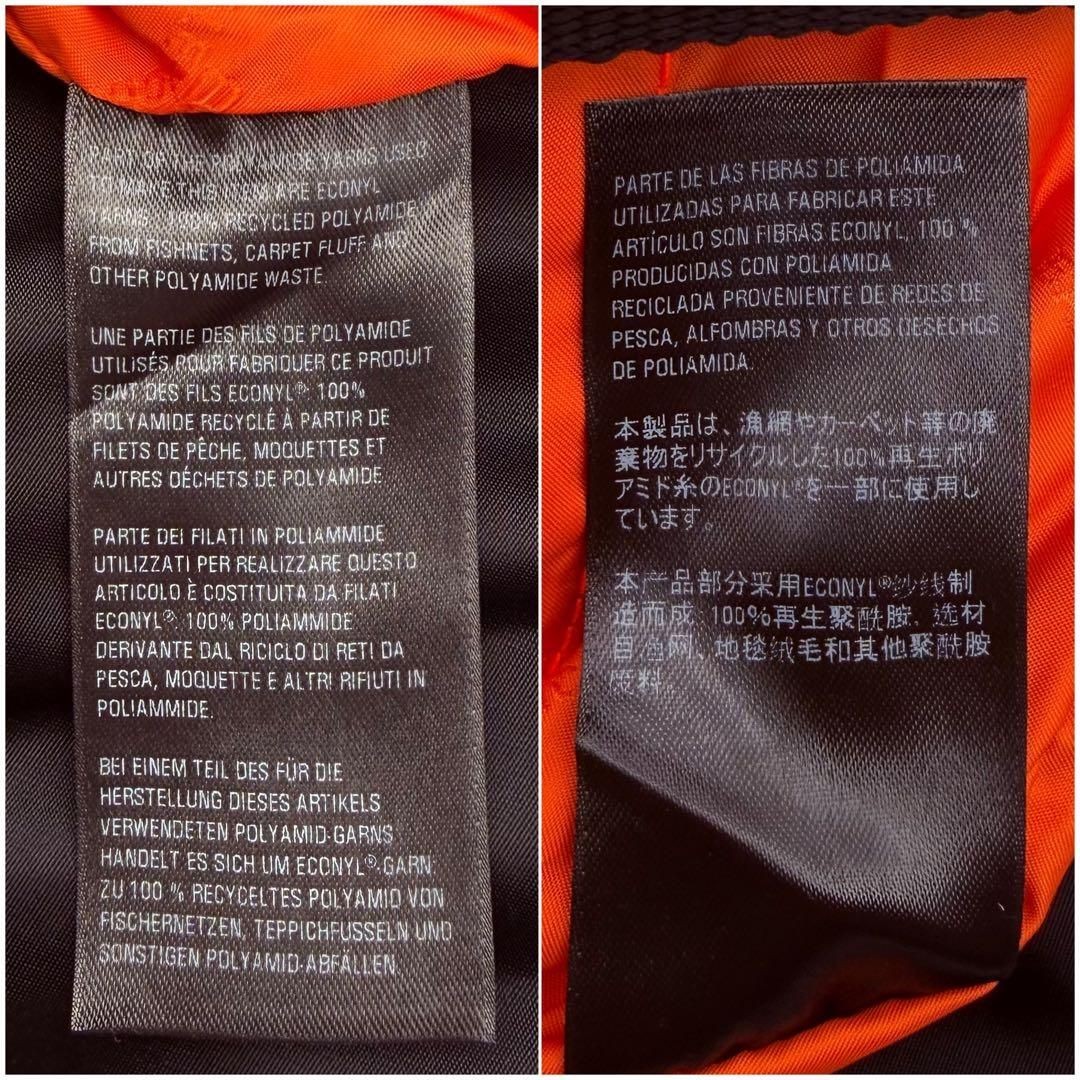 PART OF THE POLYAMIDE YARNS USED
TO MAKE THIS ITEM ARE ECONYL
YARNS, 100% RECYCLED POLYAMIDE
FROM FISHNETS, CARPET FLUFF AND
OTHER POLYAMIDE WASTE.
UNE PARTIE DES FILS DE POLYAMIDE
UTILISÉS POUR FABRIQUER CE PRODUIT
SONT DES FILS ECONYL® 100%
POLYAMIDE RECYCLÉ À PARTIR DE
FILETS DE PÊCHE, MOQUETTES ET
AUTRES DÉCHETS DE POLYAMIDE
PARTE DEI FILATI IN POLIAMMIDE
UTILIZZATI PER REALIZZARE QUESTO
ARTICOLO È COSTITUITA DA FILATI
ECONYL®: 100% POLIAMMIDE
DERIVANTE DAL RICICLO DI RETI DA
PESCA, MOQUETTE E ALTRI RIFIUTI IN
POLIAMMIDE.
BEI EINEM TEIL DES FÜR DIE
HERSTELLUNG DIESES ARTIKELS
VERWENDETEN POLYAMID-GARNS
HANDELT ES SICH UM ECONYL®-GARN:
ZU 100 % RECYCELTES POLYAMID VON
FISCHERNETZEN, TEPPICHFUSSELN UND
SONSTIGEN POLYAMID-ABFÄLLEN
PARTE DE LAS FIBRAS DE POLIAMIDA
UTILIZADAS PARA FABRICAR ESTE
ARTÍCULO SON FIBRAS ECONYL, 100 %
PRODUCIDAS CON POLIAMIDA
RECICLADA PROVENIENTE DE REDES DE
PESCA, ALFOMBRAS Y OTROS DESECHOS
DE POLIAMIDA.
本製品は、漁網やカーペット等の廃
棄物をリサイクルした100%再生ポリ
アミド糸のECONYL®を一部に使用し
ています。
本产品部分采用ECONYL®纱线制
造而成, 100%再生聚酰胺, 选材
自渔网, 地毯绒毛和其他聚酰胺
废料